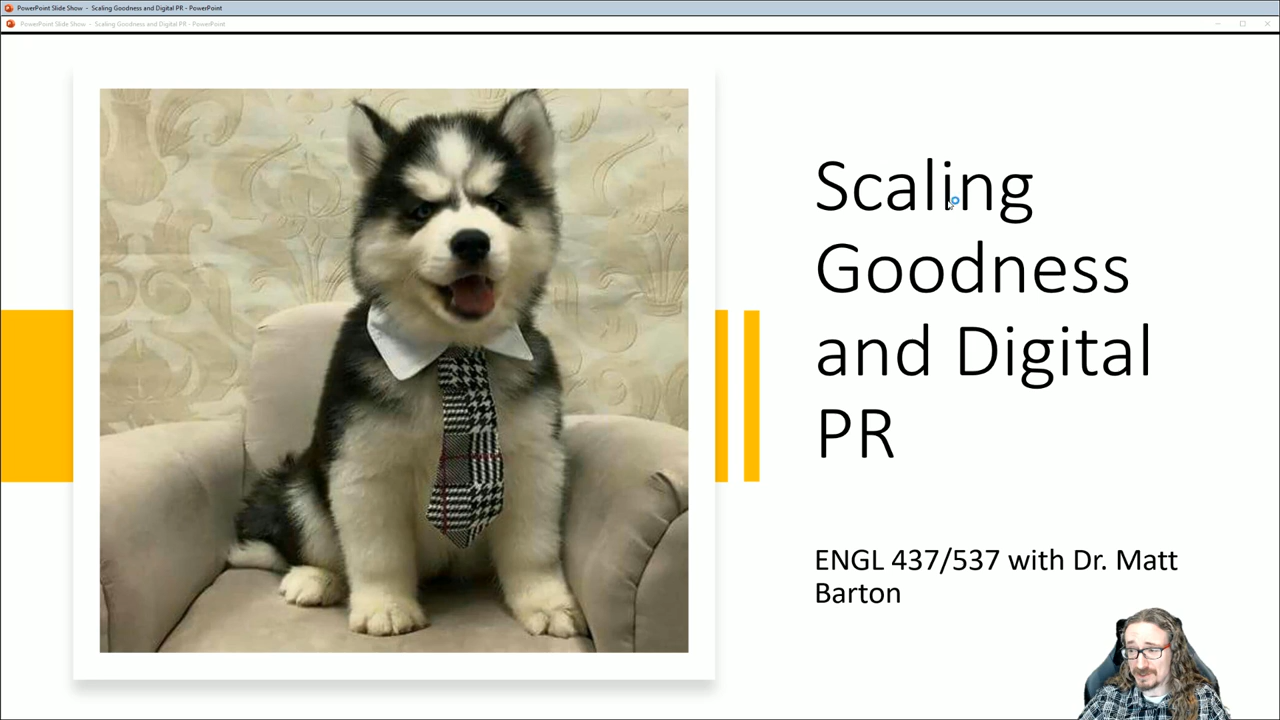 PowerPoint Slide Show - Scaling Goodness and Digital PR - PowerPoint
PowerPoint Slide Show - Scaling Goodness and Digital PR - PowerPoint
Scaling
Goodness
and Digital
PR
ENGL 437/537 with Dr. Matt
Barton